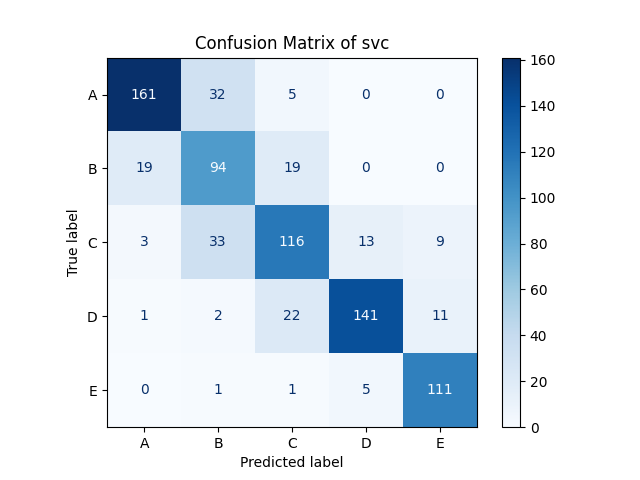 Confusion Matrix of svc
A 161 32 5 0 0
B 19 94 19 0 0
C 3 33 116 13 9
D 1 2 22 141 11
E 0 1 1 5 111
A B C D E
Predicted label
True label
160
140
120
100
80
60
40
20
0